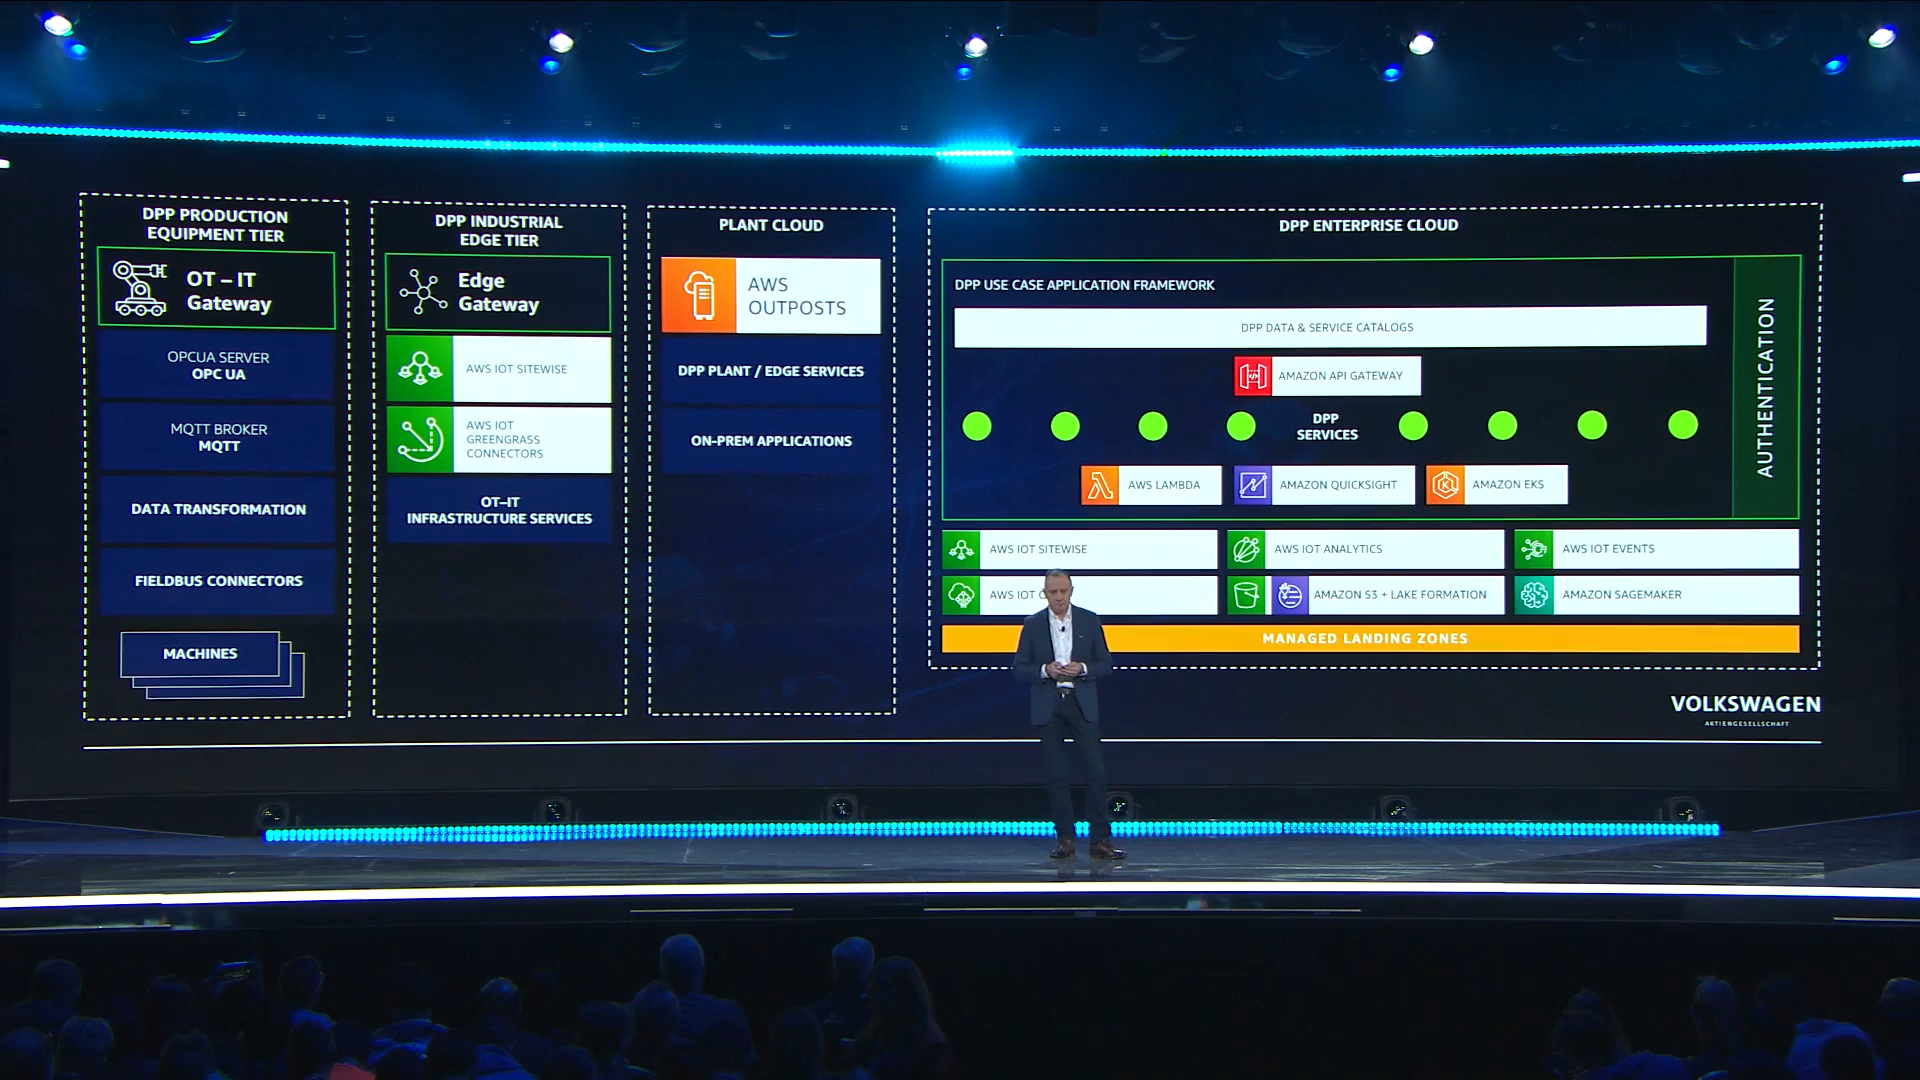 DPP PRODUCTION
EQUIPMENT TIER
OT – IT
Gateway
OPCUA SERVER
OPC UA
MQTT BROKER
MQTT
DATA TRANSFORMATION
FIELDBUS CONNECTORS
MACHINES
DPP INDUSTRIAL
EDGE TIER
Edge
Gateway
AWS IOT SITEWISE
AWS IOT
GREENGRASS
CONNECTORS
OT–IT
INFRASTRUCTURE SERVICES
PLANT CLOUD
AWS
OUTPOSTS
DPP PLANT / EDGE SERVICES
ON-PREM APPLICATIONS
DPP ENTERPRISE CLOUD
DPP USE CASE APPLICATION FRAMEWORK
DPP DATA & SERVICE CATALOGS
AMAZON API GATEWAY
DPP
SERVICES
AWS LAMBDA
AMAZON QUICKSIGHT
AMAZON EKS
AUTHENTICATION
AWS IOT SITEWISE
AWS IOT ANALYTICS
AWS IOT EVENTS
AWS IOT
AMAZON S3 + LAKE FORMATION
AMAZON SAGEMAKER
MANAGED LANDING ZONES
VOLKSWAGEN
AKTIENGESELLSCHAFT